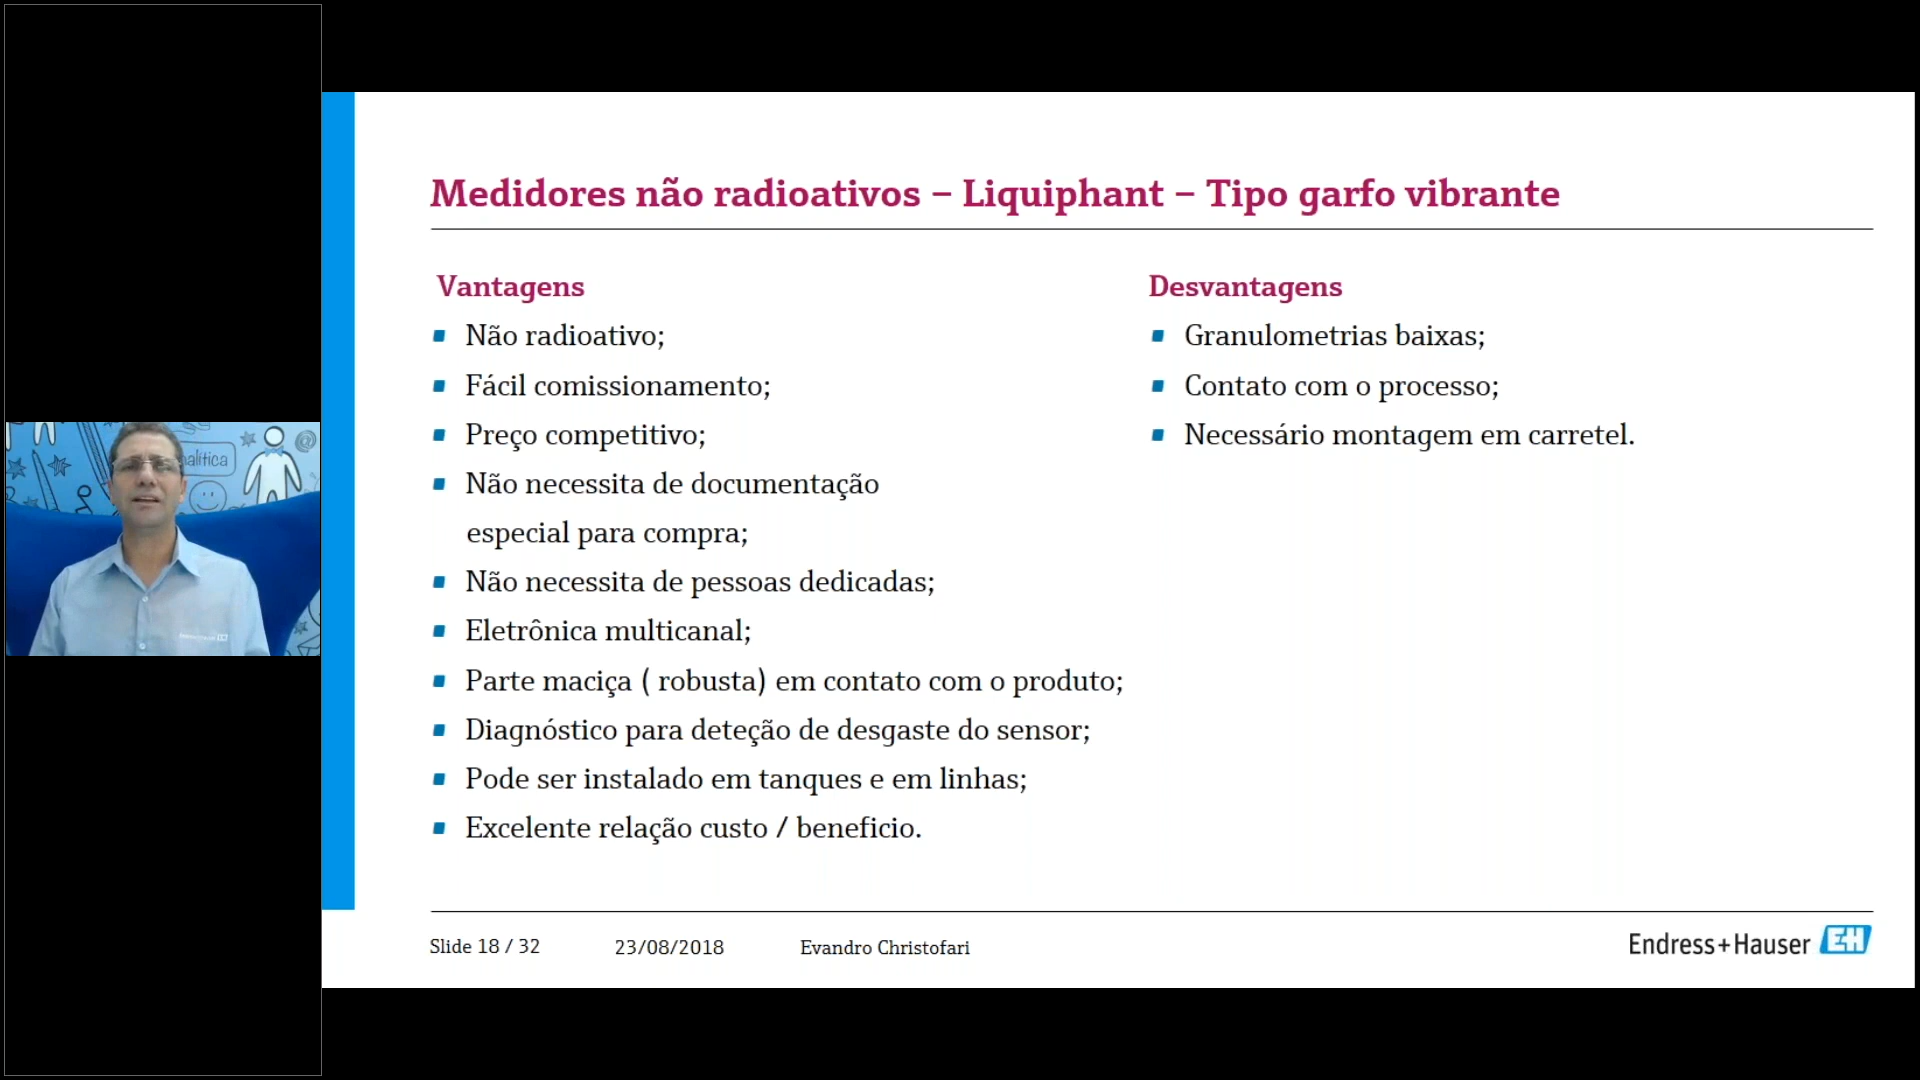 Medidores não radioativos – Liquiphant – Tipo garfo vibrante
Vantagens
Não radioativo;
Fácil comissionamento;
Preço competitivo;
Não necessita de documentação
especial para compra;
Não necessita de pessoas dedicadas;
Eletrônica multicanal;
Parte maciça ( robusta) em contato com o produto;
Diagnóstico para deteção de desgaste do sensor;
Pode ser instalado em tanques e em linhas;
Excelente relação custo / beneficio.
Desvantagens
Granulometrias baixas;
Contato com o processo;
Necessário montagem em carretel.
Slide 18 / 32
23/08/2018
Evandro Christofari
Endress+Hauser EH